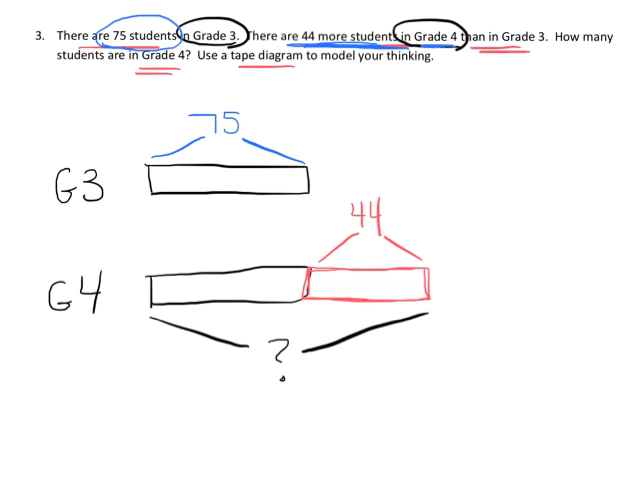 3. There are 75 students in Grade 3. There are 44 more students in Grade 4 than in Grade 3. How many
students are in Grade 4? Use a tape diagram to model your thinking.
75
G3
44
G4
?